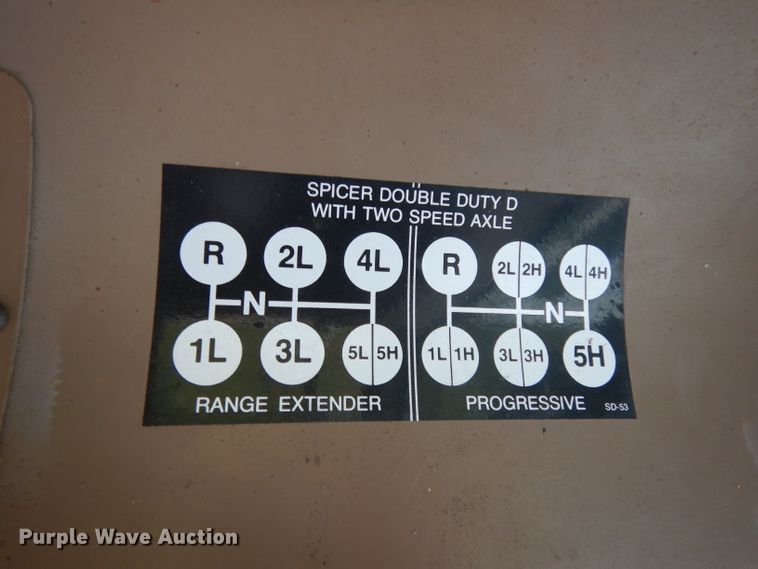 SPICER DOUBLE DUTY D
WITH TWO SPEED AXLE
R 2L 4L
N
1L 3L 5L 5H
RANGE EXTENDER
R 2L 2H 4L 4H
N
1L 1H 3L 3H 5H
PROGRESSIVE
SD-53
Purple Wave Auction